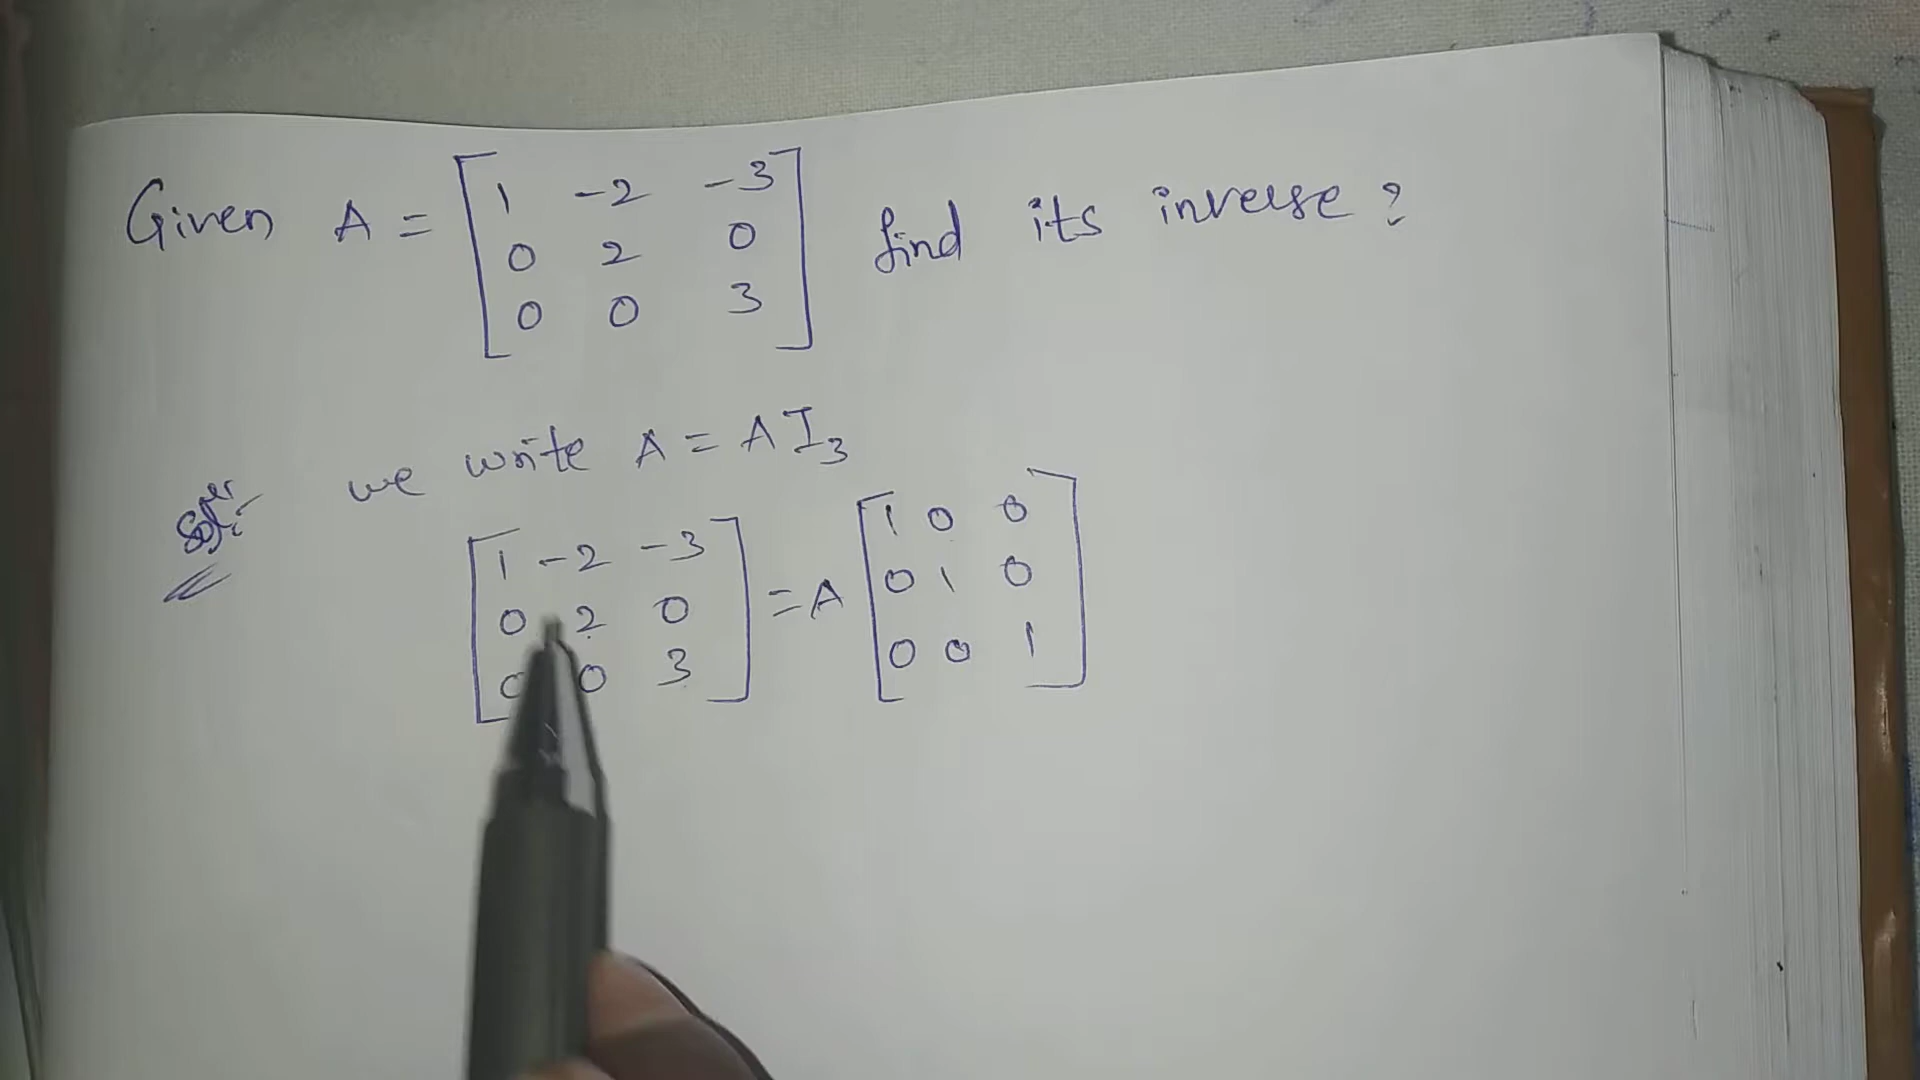 Given A = [ 1 -2 -3
0 2 0
0 0 3 ] find its inverse ?
Sol:- we write A = A I₃
[ 1 -2 -3
0 2 0
0 0 3 ] = A [ 1 0 0
0 1 0
0 0 1 ]